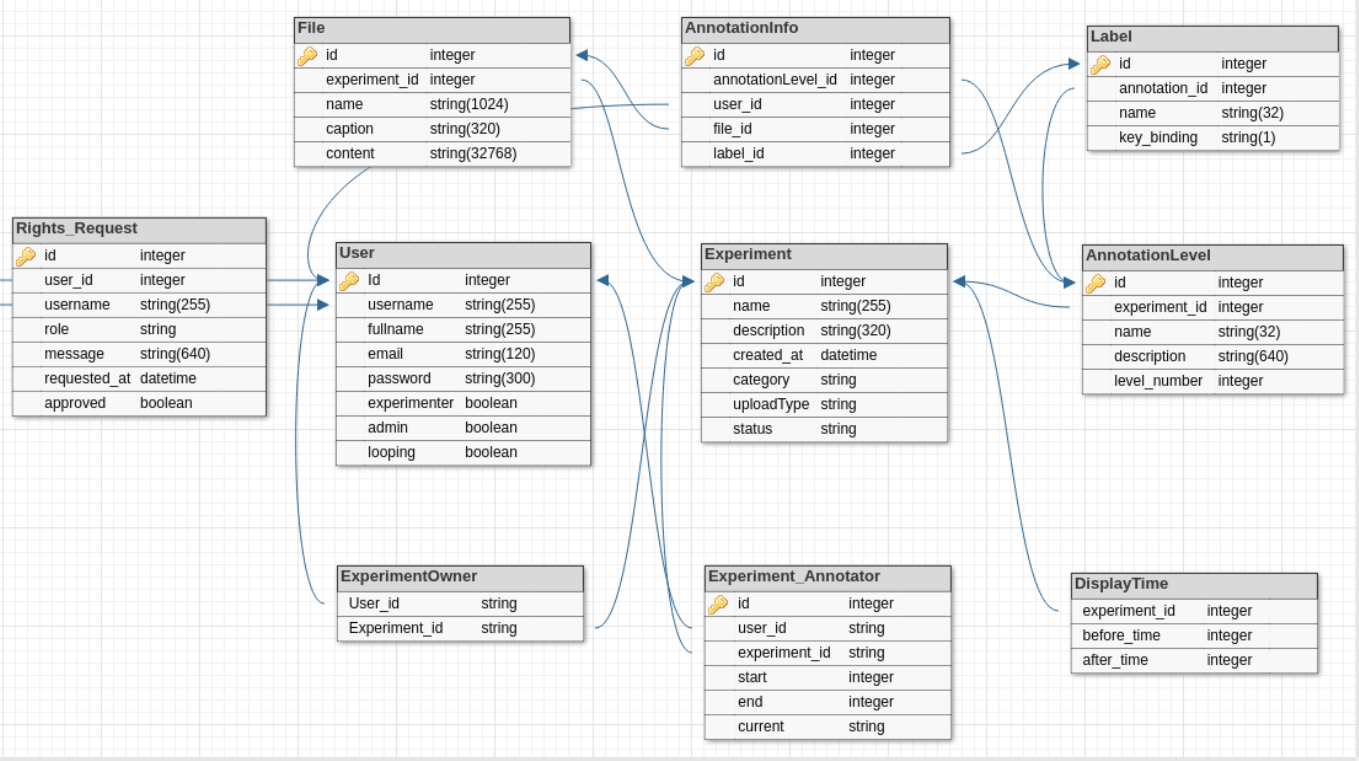 File
id integer
experiment_id integer
name string(1024)
caption string(320)
content string(32768)
AnnotationInfo
id integer
annotationLevel_id integer
user_id integer
file_id integer
label_id integer
Label
id integer
annotation_id integer
name string(32)
key_binding string(1)
Rights_Request
id integer
user_id integer
username string(255)
role string
message string(640)
requested_at datetime
approved boolean
User
Id integer
username string(255)
fullname string(255)
email string(120)
password string(300)
experimenter boolean
admin boolean
looping boolean
Experiment
id integer
name string(255)
description string(320)
created_at datetime
category string
uploadType string
status string
AnnotationLevel
id integer
experiment_id integer
name string(32)
description string(640)
level_number integer
ExperimentOwner
User_id string
Experiment_id string
Experiment_Annotator
id integer
user_id string
experiment_id string
start integer
end integer
current string
DisplayTime
experiment_id integer
before_time integer
after_time integer